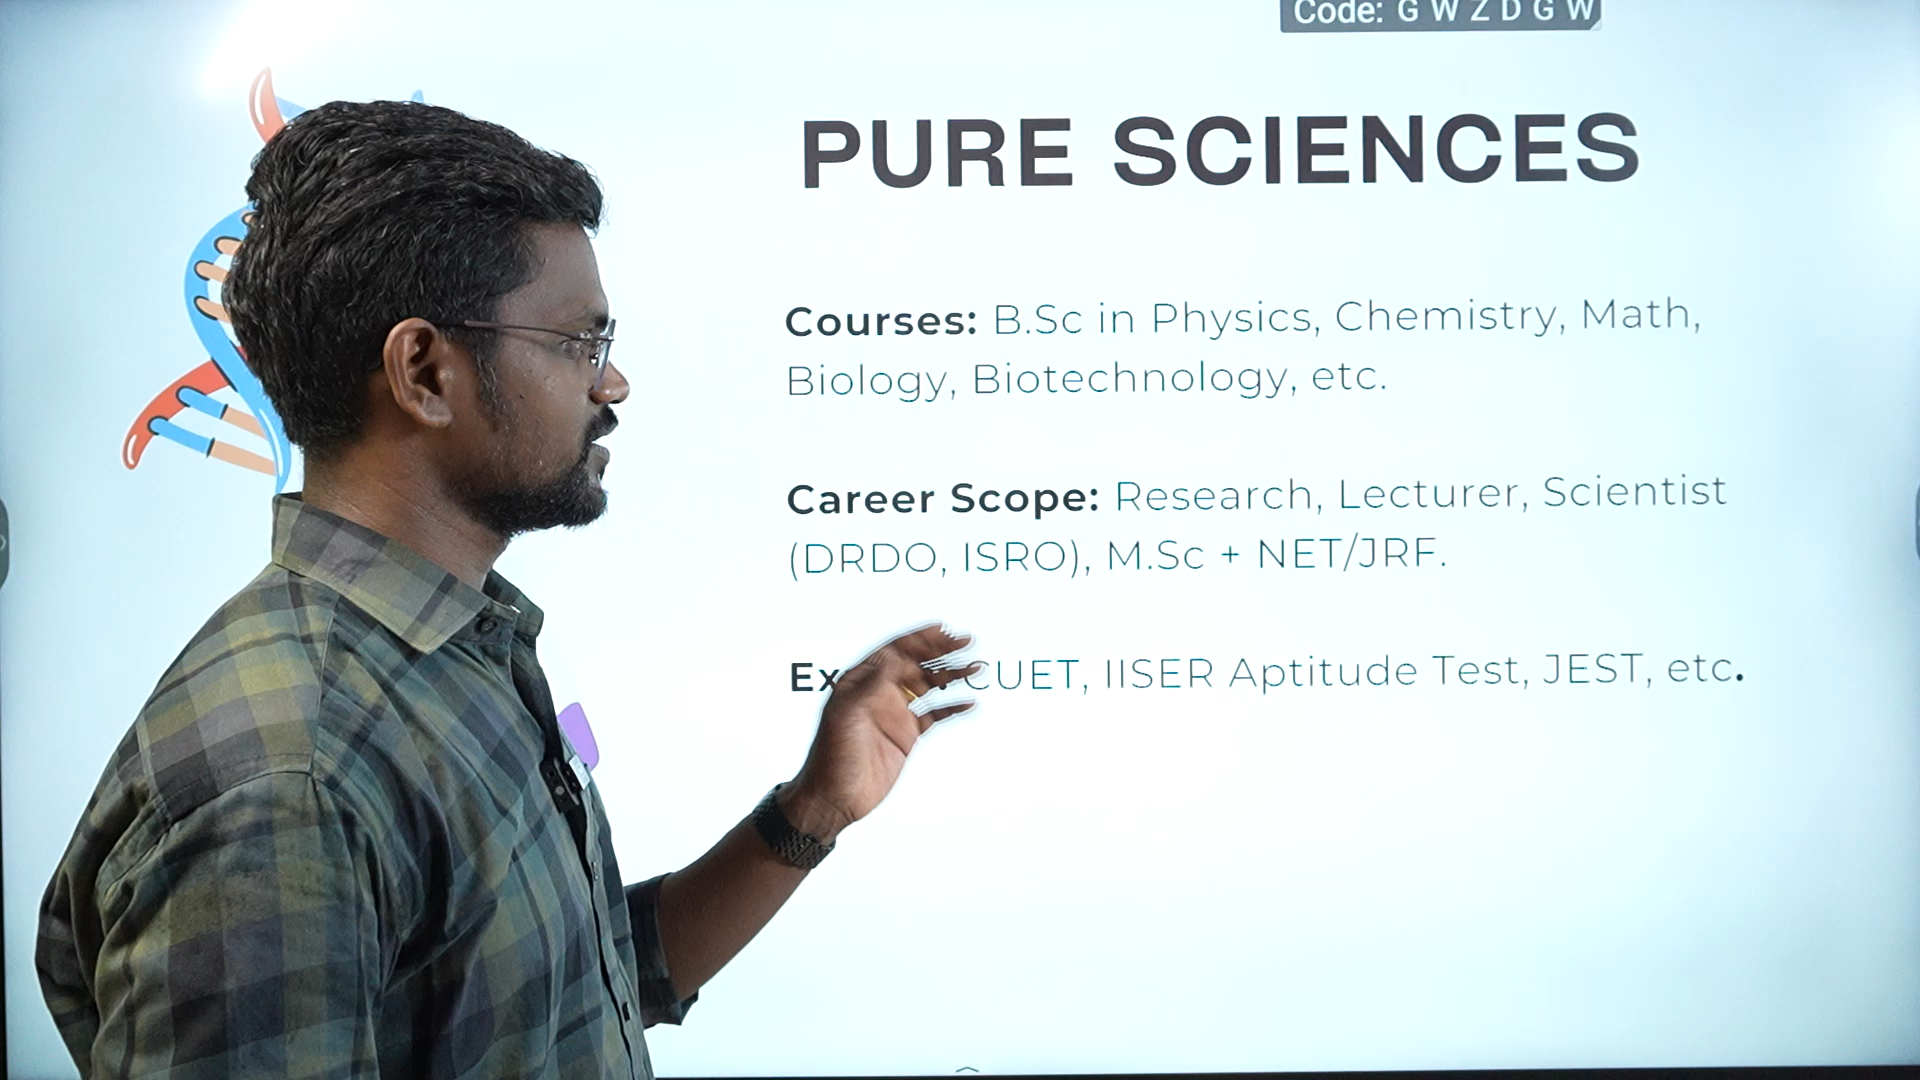 Code: G W Z D G W
PURE SCIENCES
Courses: B.Sc in Physics, Chemistry, Math,
Biology, Biotechnology, etc.
Career Scope: Research, Lecturer, Scientist
(DRDO, ISRO), M.Sc + NET/JRF.
CUET, IISER Aptitude Test, JEST, etc.